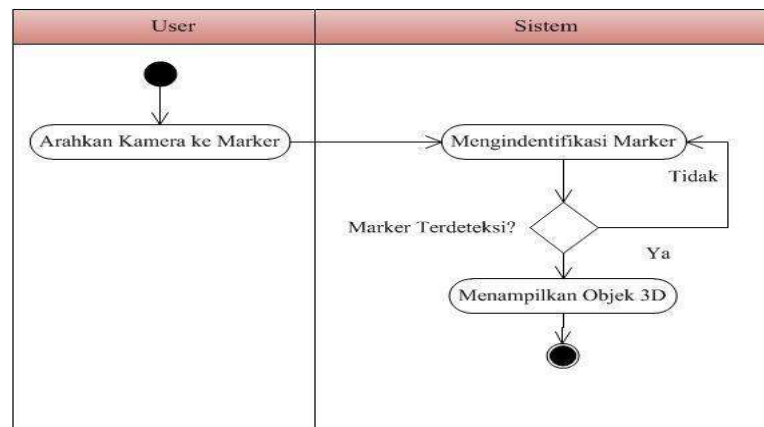 User
Sistem
Arahkan Kamera ke Marker
Mengindentifikasi Marker
Tidak
Marker Terdeteksi?
Ya
Menampilkan Objek 3D